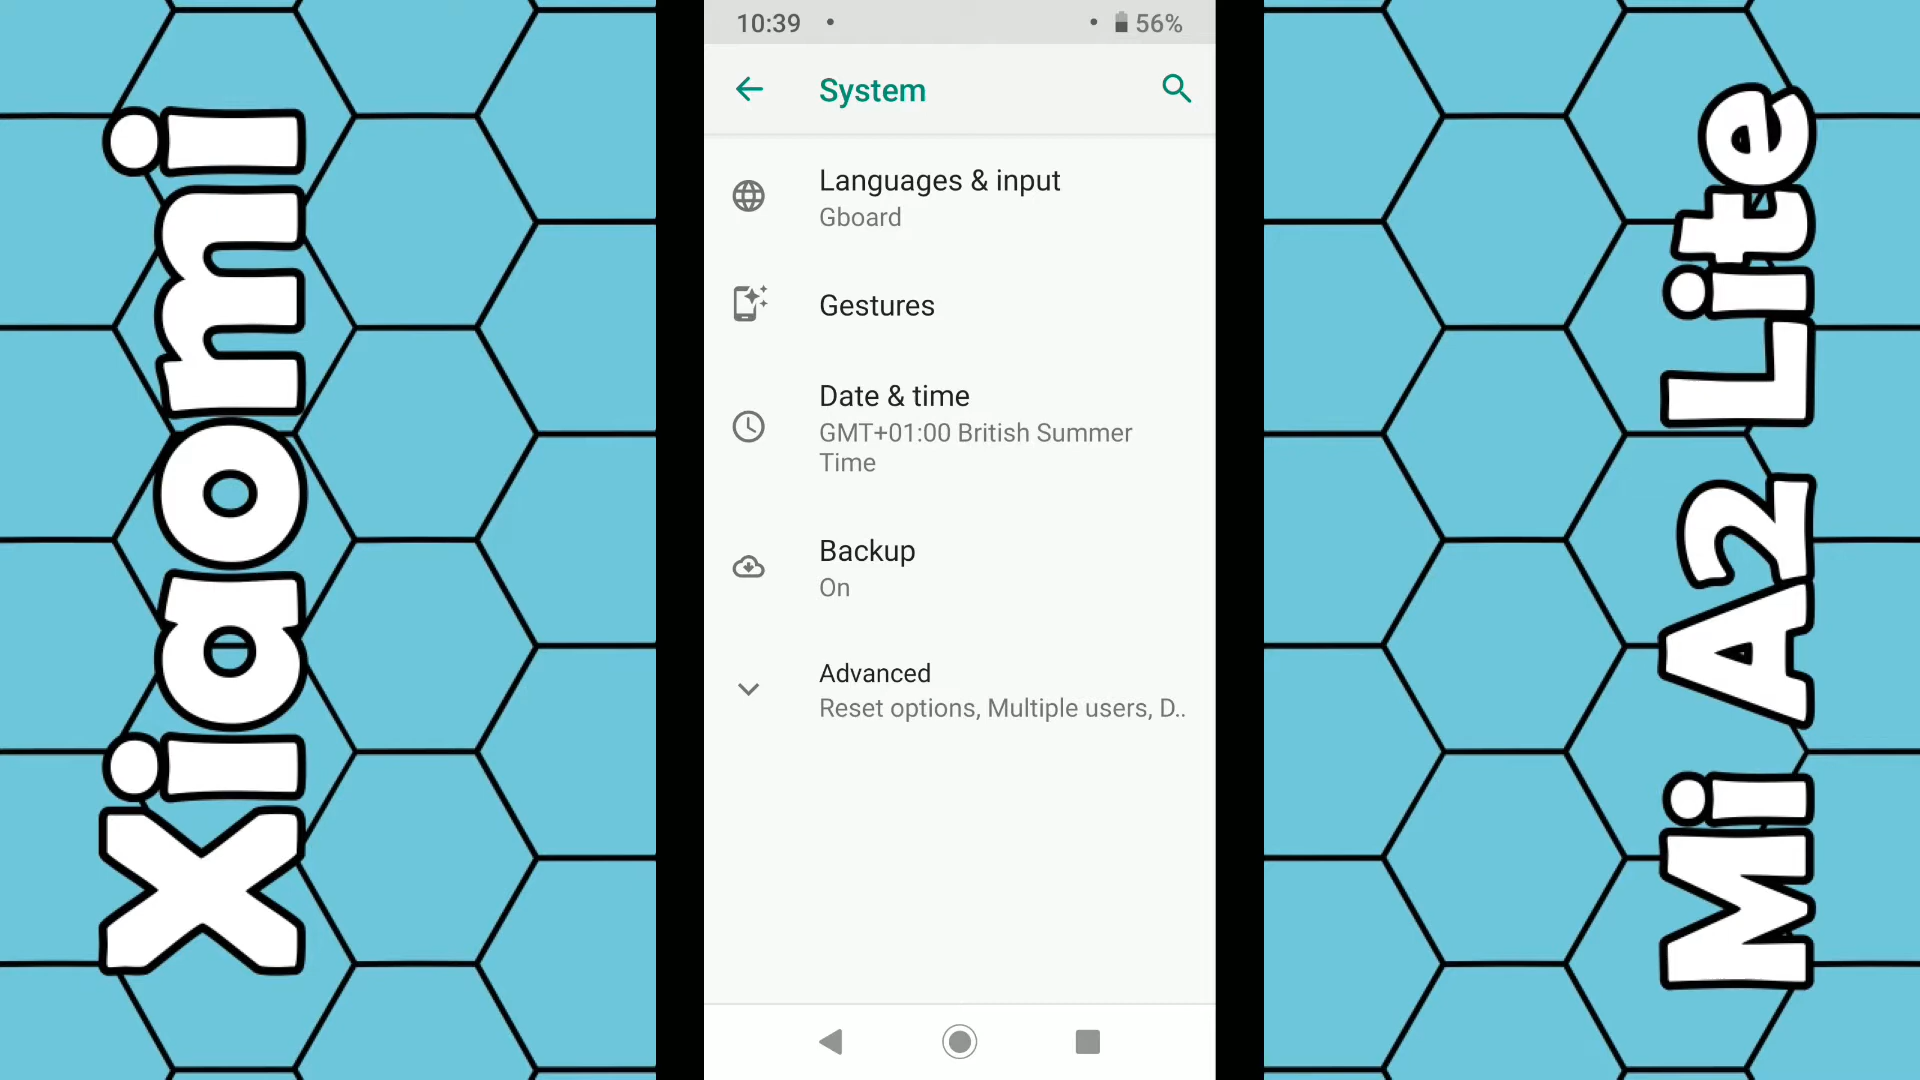 Xiaomi
10:39
56%
System
Languages & input
Gboard
Gestures
Date & time
GMT+01:00 British Summer
Time
Backup
On
Advanced
Reset options, Multiple users, D..
Mi A2 Lite